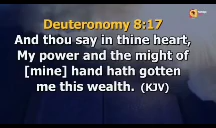 Deuteronomy 8:17
And thou say in thine heart,
My power and the might of
[mine] hand hath gotten
me this wealth. (KJV)